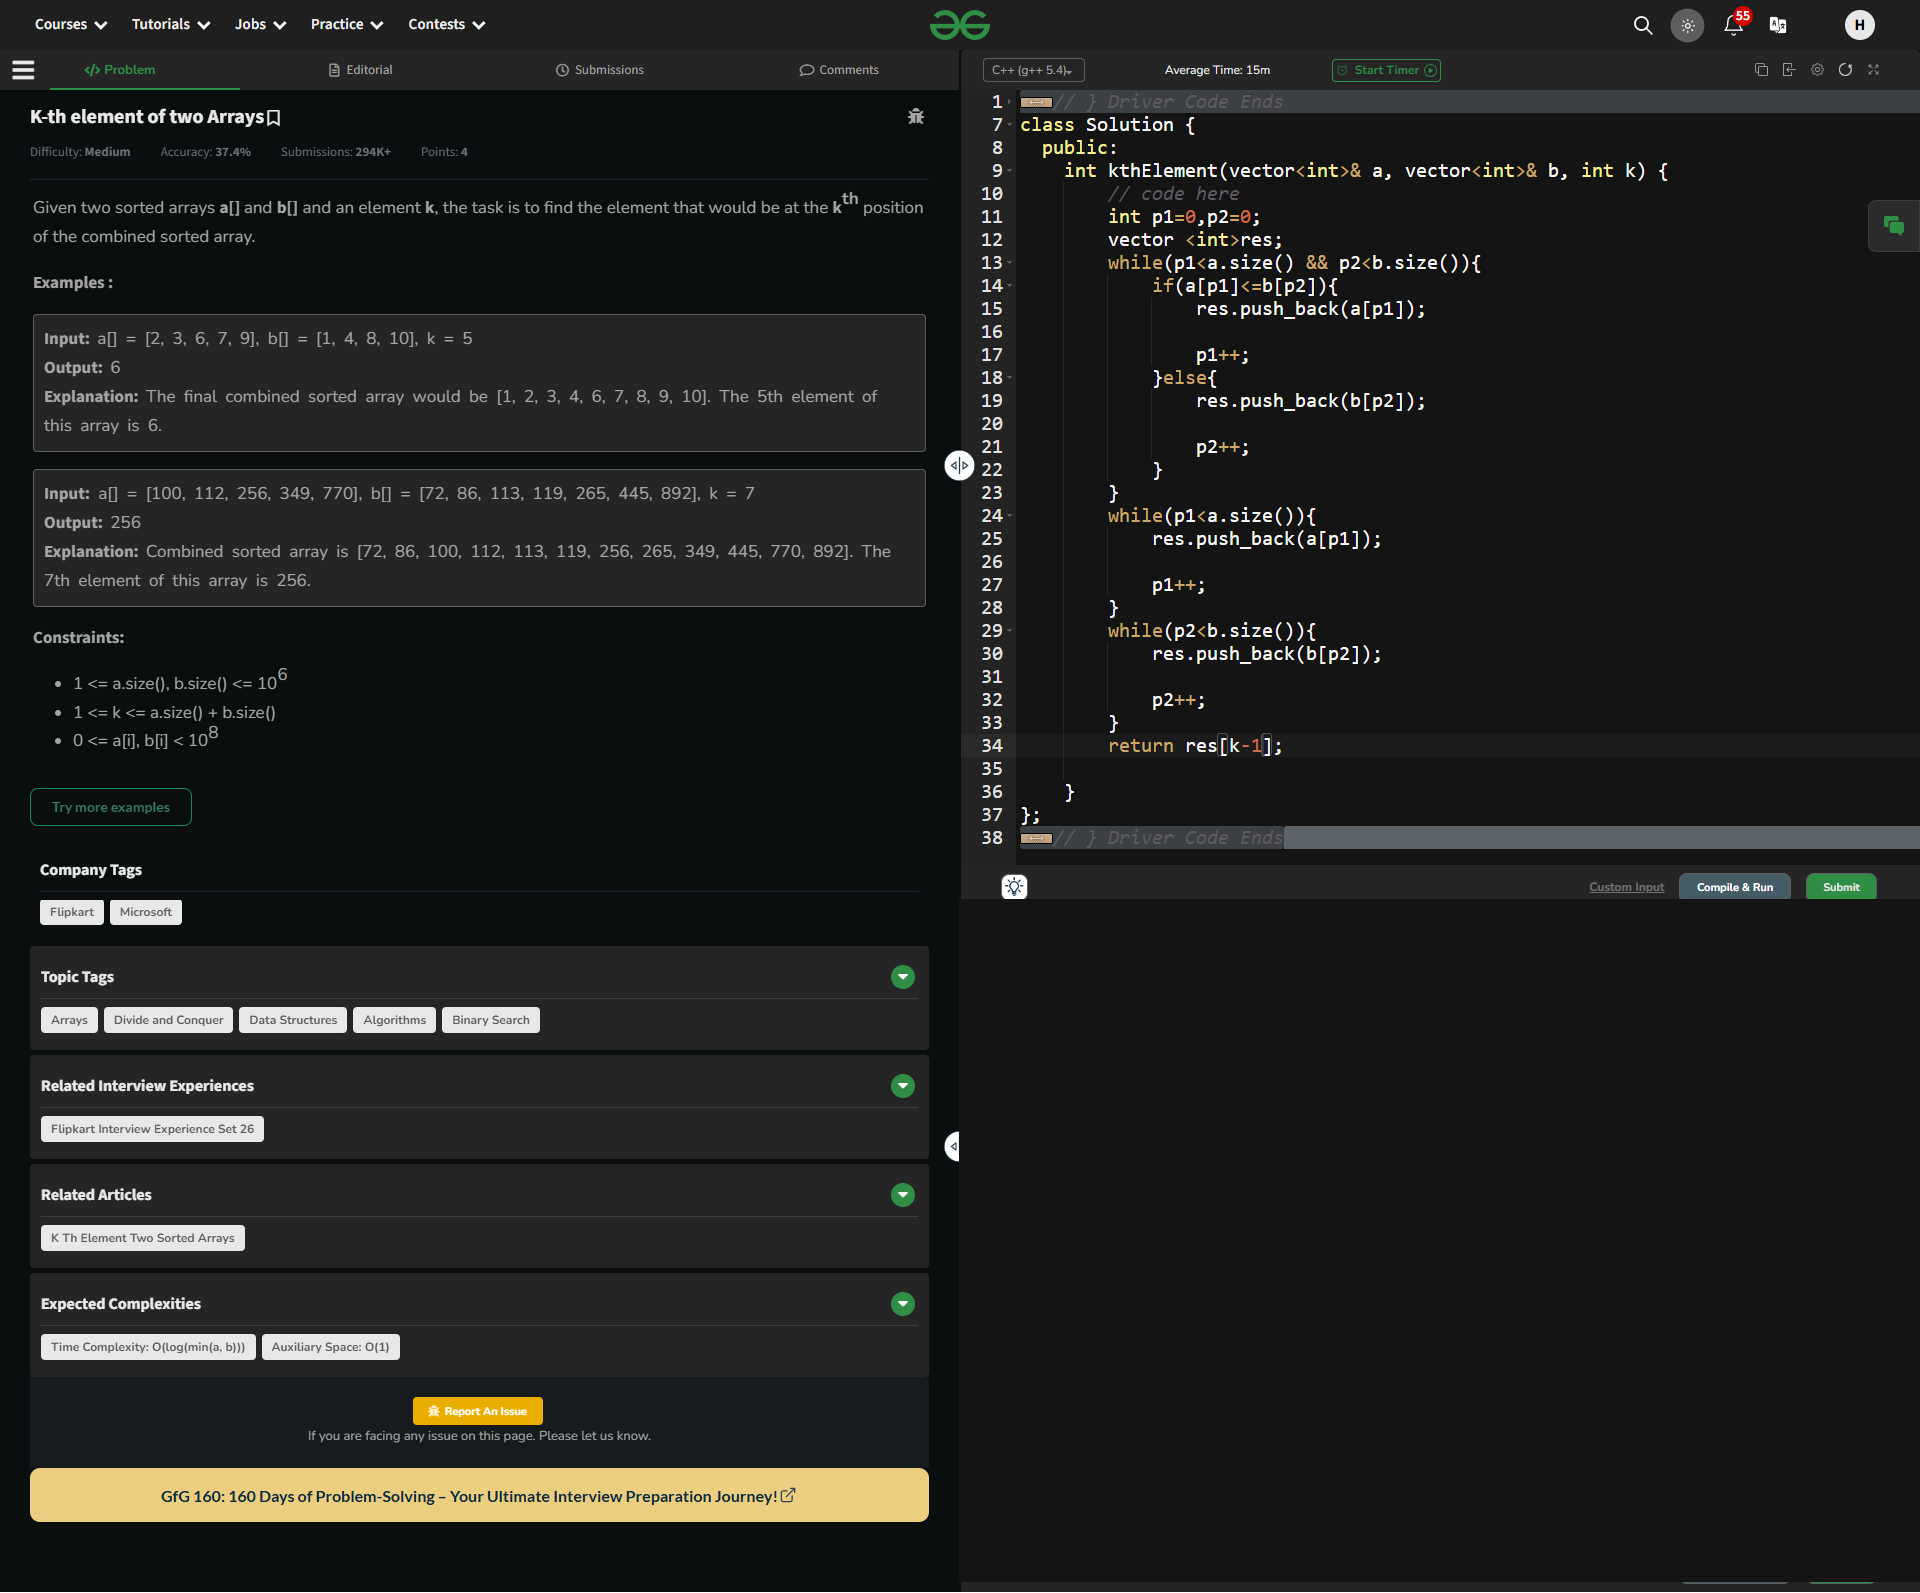 Courses Tutorials Jobs Practice Contests
55
H
</> Problem Editorial Submissions Comments
K-th element of two Arrays
Difficulty: Medium Accuracy: 37.4% Submissions: 294K+ Points: 4
Given two sorted arrays a[] and b[] and an element k, the task is to find the element that would be at the kth position
of the combined sorted array.
Examples :
Input: a[] = [2, 3, 6, 7, 9], b[] = [1, 4, 8, 10], k = 5
Output: 6
Explanation: The final combined sorted array would be [1, 2, 3, 4, 6, 7, 8, 9, 10]. The 5th element of
this array is 6.
Input: a[] = [100, 112, 256, 349, 770], b[] = [72, 86, 113, 119, 265, 445, 892], k = 7
Output: 256
Explanation: Combined sorted array is [72, 86, 100, 112, 113, 119, 256, 265, 349, 445, 770, 892]. The
7th element of this array is 256.
Constraints:
• 1 <= a.size(), b.size() <= 10^6
• 1 <= k <= a.size() + b.size()
• 0 <= a[i], b[i] < 10^8
Try more examples
Company Tags
Flipkart Microsoft
Topic Tags
Arrays Divide and Conquer Data Structures Algorithms Binary Search
Related Interview Experiences
Flipkart Interview Experience Set 26
Related Articles
K Th Element Two Sorted Arrays
Expected Complexities
Time Complexity: O(log(min(a, b))) Auxiliary Space: O(1)
Report An Issue
If you are facing any issue on this page. Please let us know.
GfG 160: 160 Days of Problem-Solving – Your Ultimate Interview Preparation Journey!
C++ (g++ 5.4) Average Time: 15m Start Timer
1 // } Driver Code Ends
7 class Solution {
8 public:
9 int kthElement(vector<int>& a, vector<int>& b, int k) {
10 // code here
11 int p1=0,p2=0;
12 vector <int>res;
13 while(p1<a.size() && p2<b.size()){
14 if(a[p1]<=b[p2]){
15 res.push_back(a[p1]);
16
17 p1++;
18 }else{
19 res.push_back(b[p2]);
20
21 p2++;
22 }
23 }
24 while(p1<a.size()){
25 res.push_back(a[p1]);
26
27 p1++;
28 }
29 while(p2<b.size()){
30 res.push_back(b[p2]);
31
32 p2++;
33 }
34 return res[k-1];
35
36 }
37 };
38 // } Driver Code Ends
Custom Input Compile & Run Submit